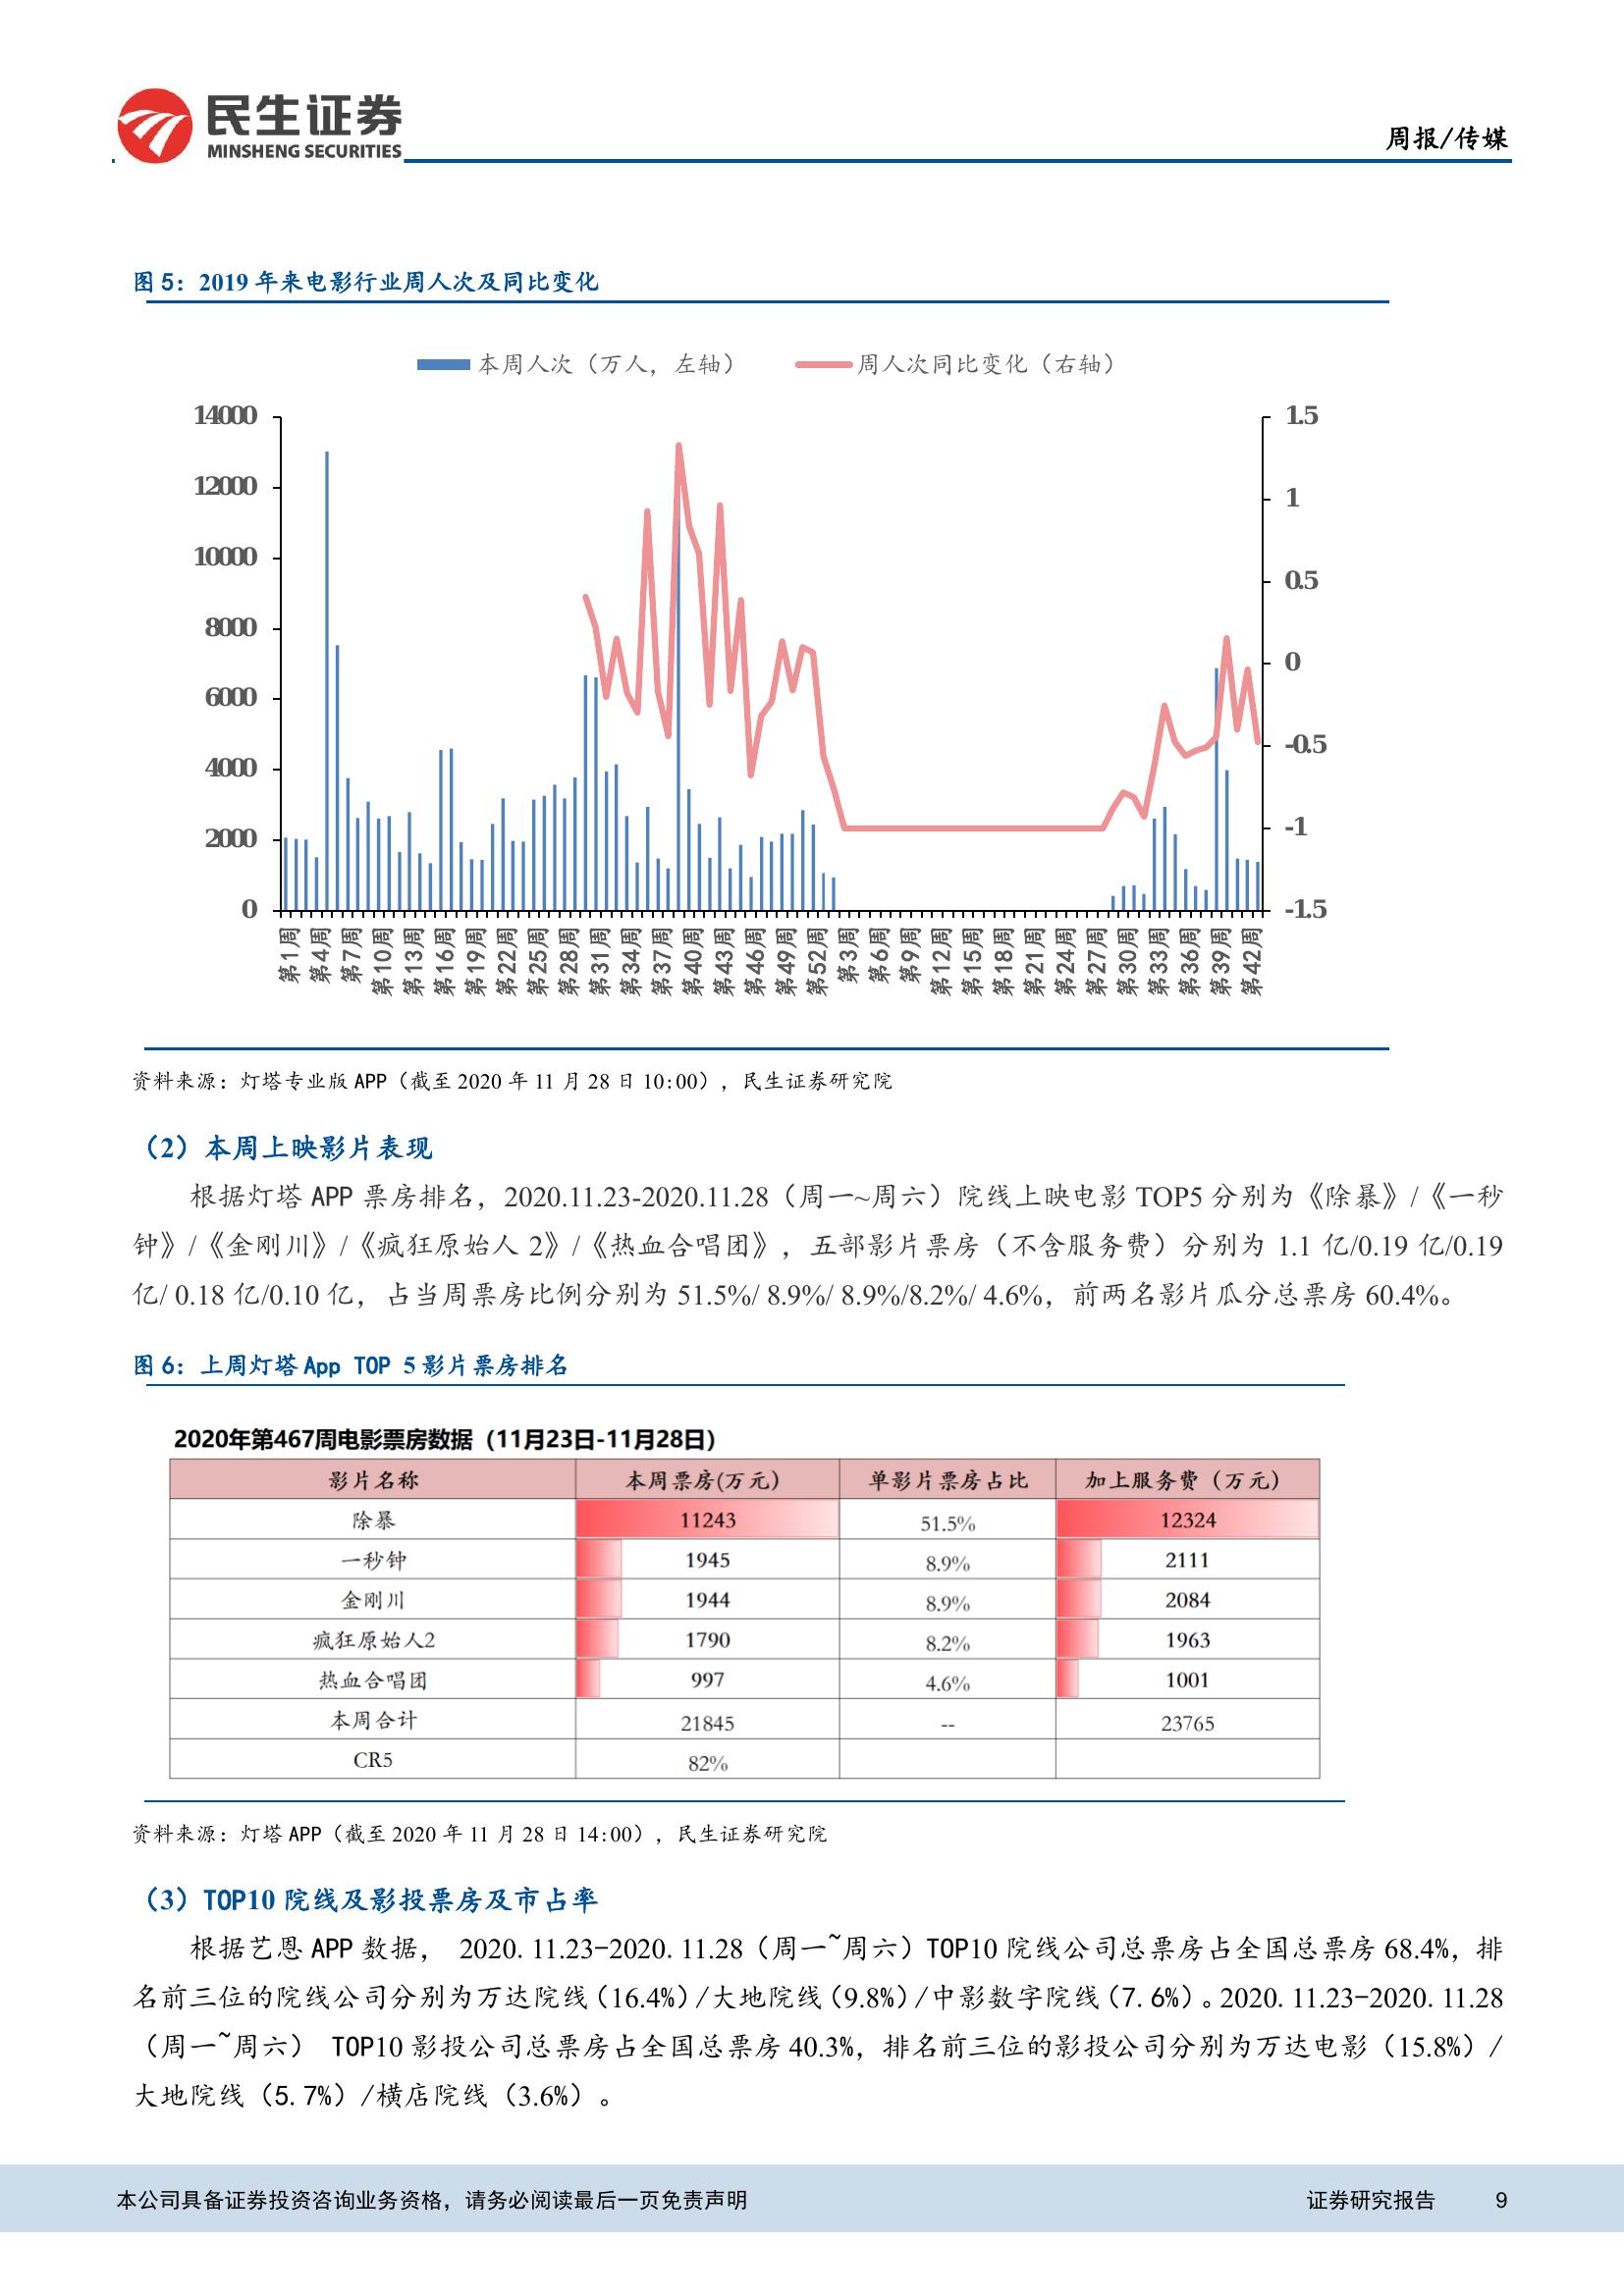 民生证券
MINSHENG SECURITIES
周报/传媒
图 5：2019 年来电影行业周人次及同比变化
本周人次（万人，左轴）
周人次同比变化（右轴）
14000
12000
10000
8000
6000
4000
2000
0
1.5
1
0.5
0
-0.5
-1
-1.5
第1周
第4周
第7周
第10周
第13周
第16周
第19周
第22周
第25周
第28周
第31周
第34周
第37周
第40周
第43周
第46周
第49周
第52周
第3周
第6周
第9周
第12周
第15周
第18周
第21周
第24周
第27周
第30周
第33周
第36周
第39周
第42周
资料来源：灯塔专业版 APP（截至 2020 年 11 月 28 日 10:00），民生证券研究院
（2）本周上映影片表现
根据灯塔 APP 票房排名，2020.11.23-2020.11.28（周一~周六）院线上映电影 TOP5 分别为《除暴》/《一秒
钟》/《金刚川》/《疯狂原始人 2》/《热血合唱团》，五部影片票房（不含服务费）分别为 1.1 亿/0.19 亿/0.19
亿/ 0.18 亿/0.10 亿，占当周票房比例分别为 51.5%/ 8.9%/ 8.9%/8.2%/ 4.6%，前两名影片瓜分总票房 60.4%。
图 6：上周灯塔 App TOP 5 影片票房排名
2020年第467周电影票房数据（11月23日-11月28日）
影片名称 本周票房(万元) 单影片票房占比 加上服务费（万元）
除暴 11243 51.5% 12324
一秒钟 1945 8.9% 2111
金刚川 1944 8.9% 2084
疯狂原始人2 1790 8.2% 1963
热血合唱团 997 4.6% 1001
本周合计 21845 -- 23765
CR5 82%
资料来源：灯塔 APP（截至 2020 年 11 月 28 日 14:00），民生证券研究院
（3）TOP10 院线及影投票房及市占率
根据艺恩 APP 数据， 2020. 11.23-2020. 11.28（周一~周六）TOP10 院线公司总票房占全国总票房 68.4%，排
名前三位的院线公司分别为万达院线（16.4%）/大地院线（9.8%）/中影数字院线（7.6%）。2020. 11.23-2020. 11.28
（周一~周六） TOP10 影投公司总票房占全国总票房 40.3%，排名前三位的影投公司分别为万达电影（15.8%）/
大地院线（5.7%）/横店院线（3.6%）。
本公司具备证券投资咨询业务资格，请务必阅读最后一页免责声明
证券研究报告 9